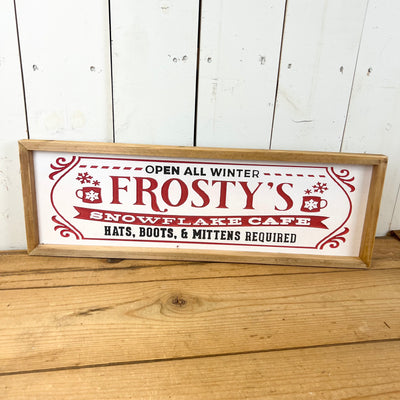 OPEN ALL WINTER
FROSTY'S
SNOWFLAKE CAFE
HATS, BOOTS, & MITTENS REQUIRED